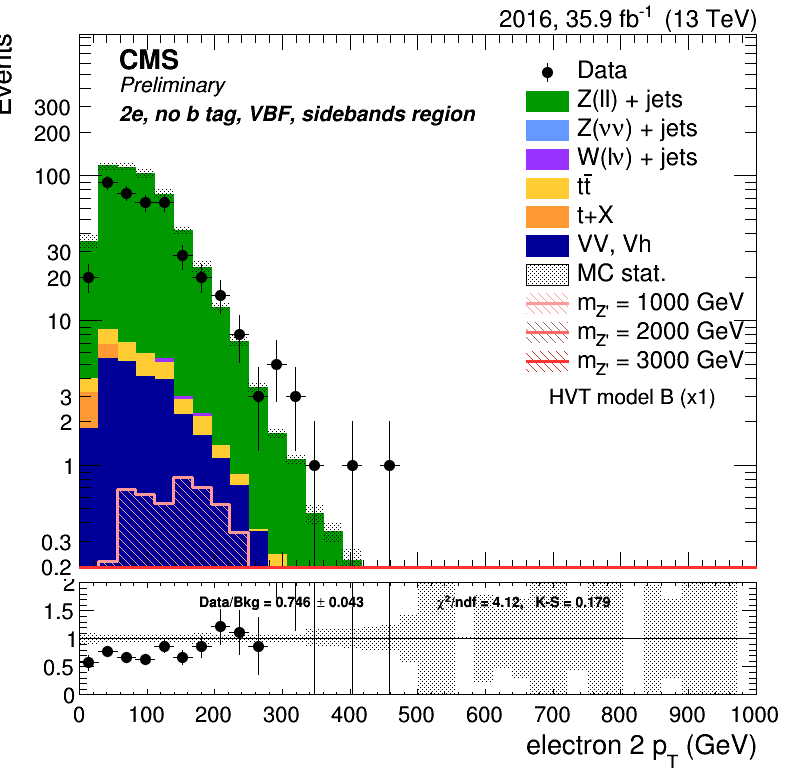 2016, 35.9 fb⁻¹ (13 TeV)
Events
CMS
Preliminary
2e, no b tag, VBF, sidebands region
Data
Z(ll) + jets
Z(νν) + jets
W(lν) + jets
tt̄
t+X
VV, Vh
MC stat.
m_Z' = 1000 GeV
m_Z' = 2000 GeV
m_Z' = 3000 GeV
HVT model B (x1)
300
200
100
30
20
10
3
2
1
0.3
0.2
Data/Bkg = 0.746 ± 0.043
χ²/ndf = 4.12, K-S = 0.179
2
1.5
1
0.5
0
0 100 200 300 400 500 600 700 800 900 1000
electron 2 p_T (GeV)